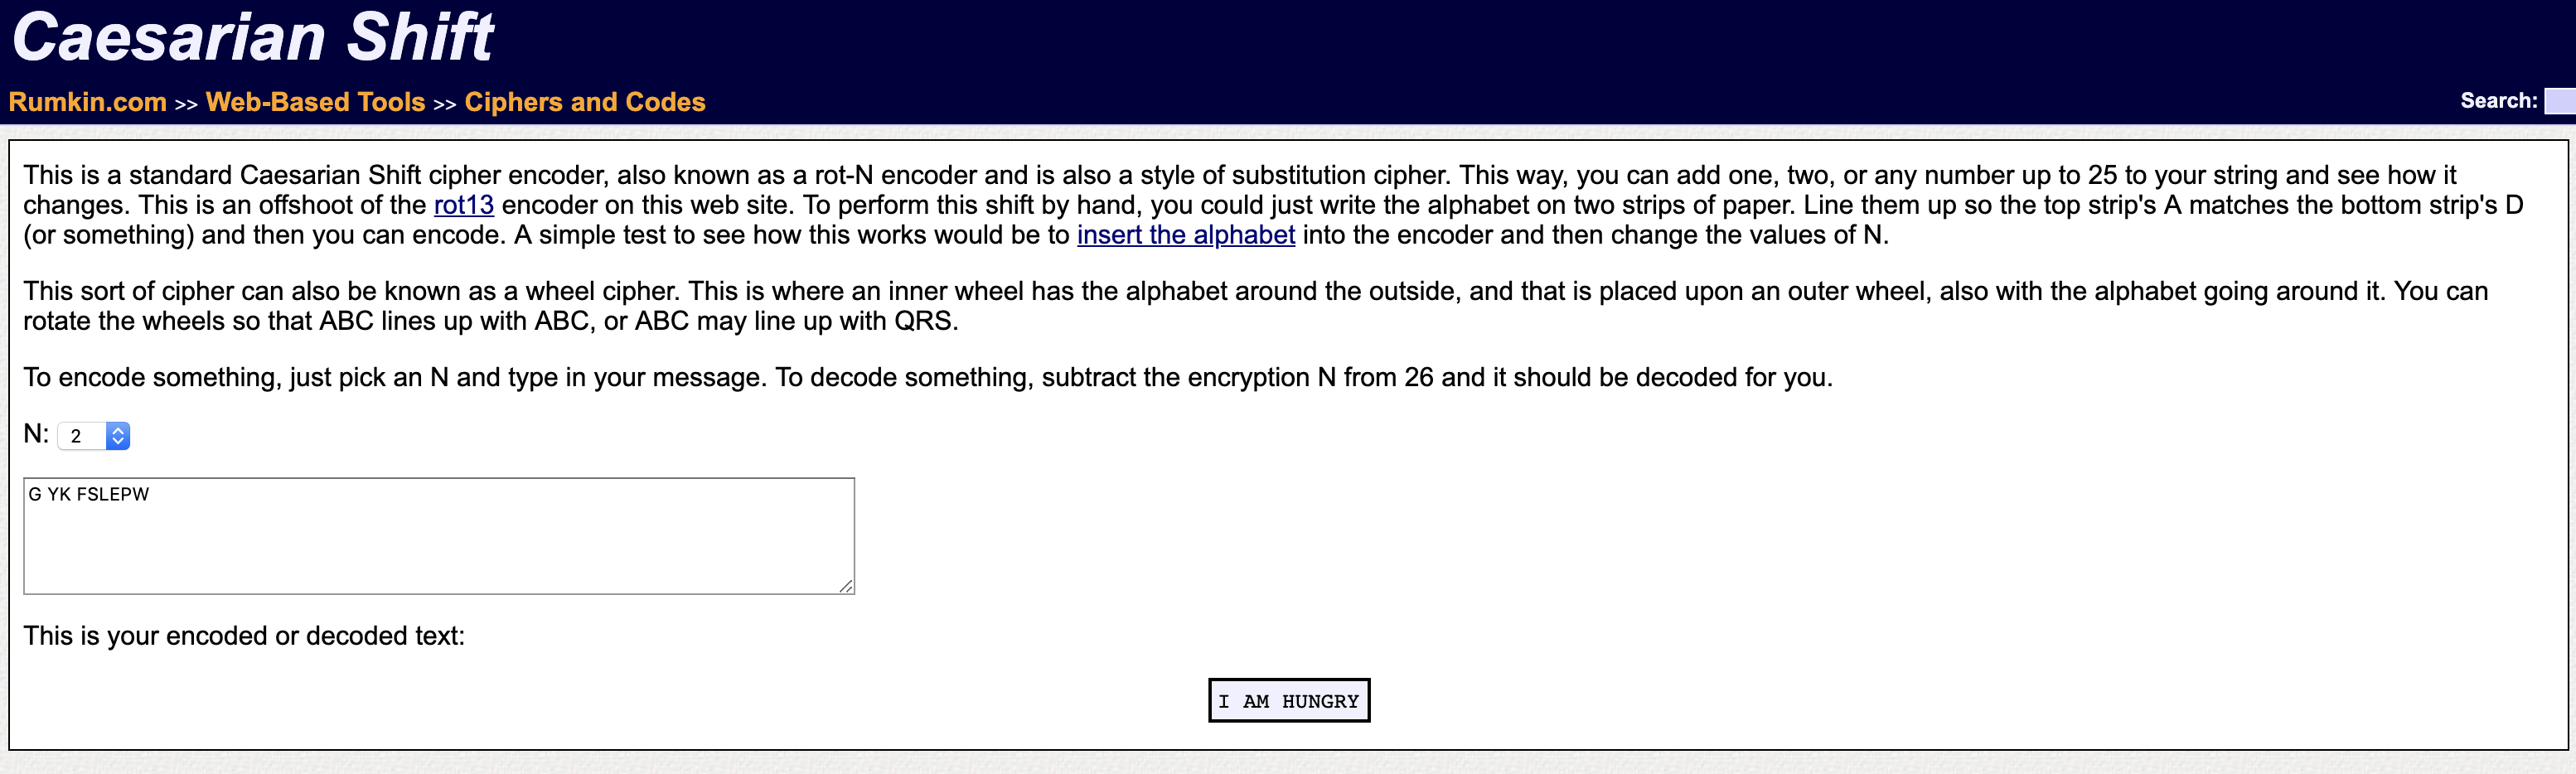 Caesarian Shift
Rumkin.com >> Web-Based Tools >> Ciphers and Codes
Search:
This is a standard Caesarian Shift cipher encoder, also known as a rot-N encoder and is also a style of substitution cipher. This way, you can add one, two, or any number up to 25 to your string and see how it
changes. This is an offshoot of the rot13 encoder on this web site. To perform this shift by hand, you could just write the alphabet on two strips of paper. Line them up so the top strip's A matches the bottom strip's D
(or something) and then you can encode. A simple test to see how this works would be to insert the alphabet into the encoder and then change the values of N.
This sort of cipher can also be known as a wheel cipher. This is where an inner wheel has the alphabet around the outside, and that is placed upon an outer wheel, also with the alphabet going around it. You can
rotate the wheels so that ABC lines up with ABC, or ABC may line up with QRS.
To encode something, just pick an N and type in your message. To decode something, subtract the encryption N from 26 and it should be decoded for you.
N: 2
G YK FSLEPW
This is your encoded or decoded text:
I AM HUNGRY